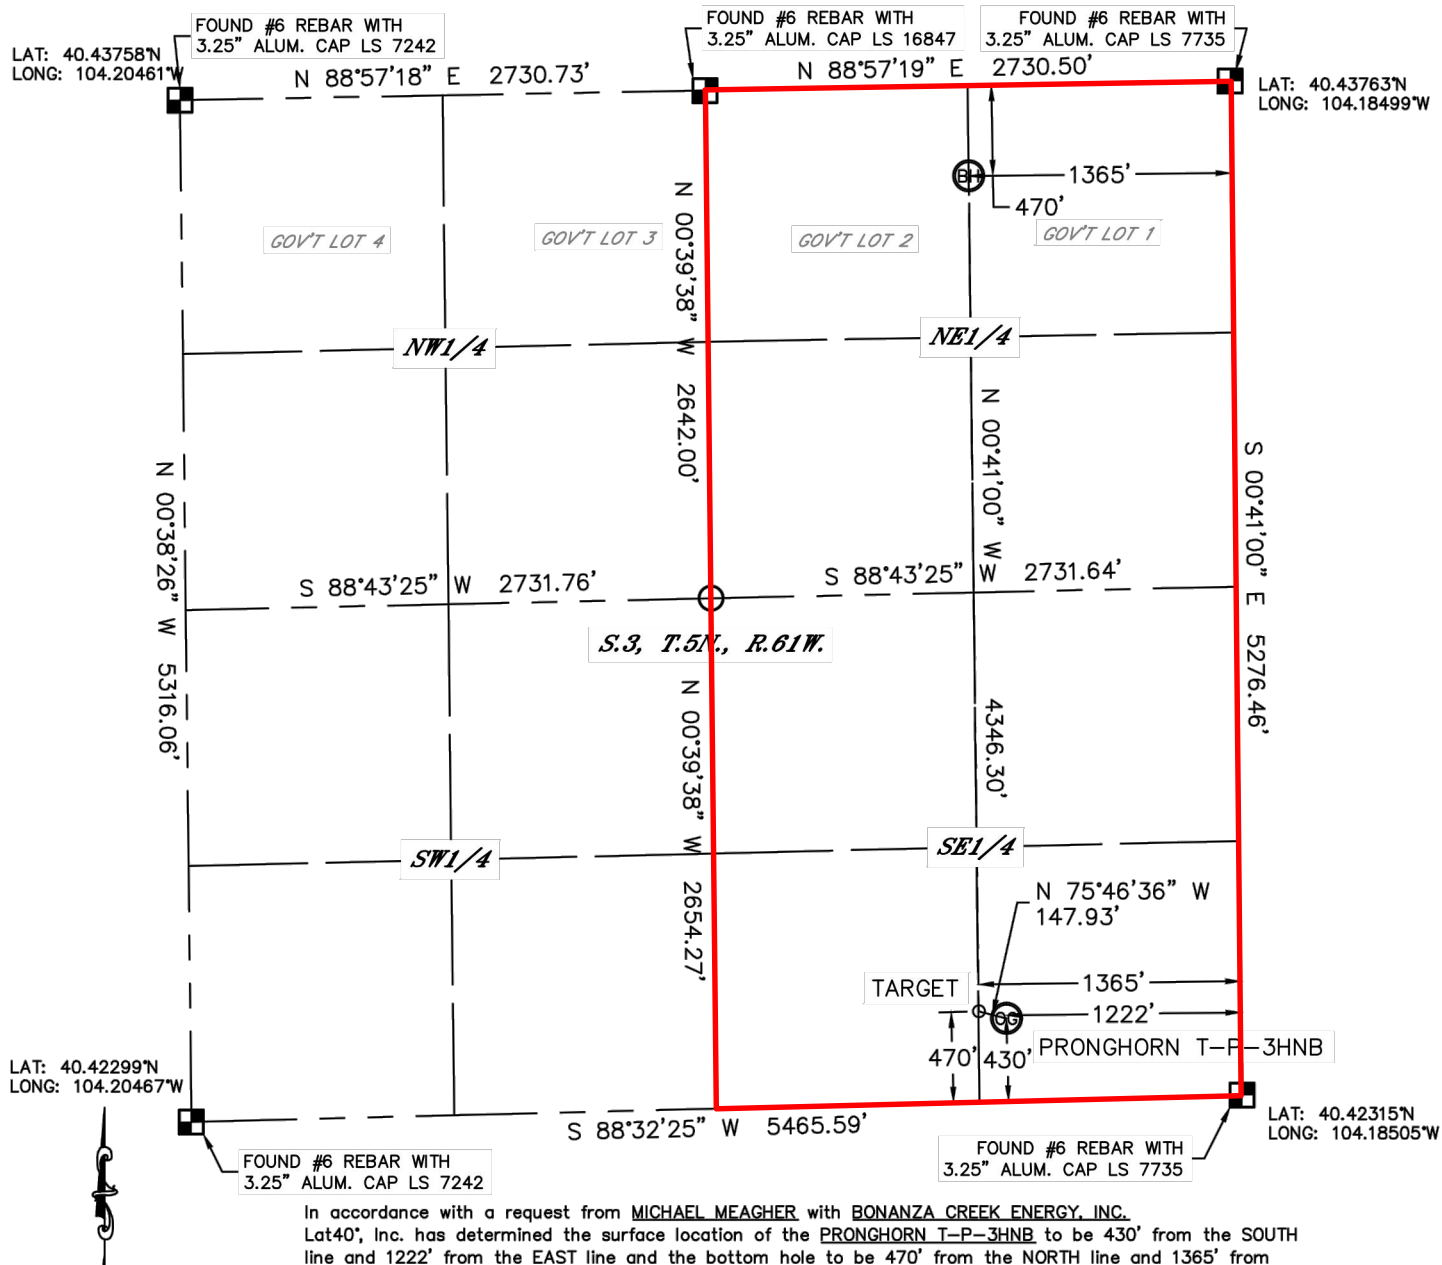 FOUND #6 REBAR WITH
3.25" ALUM. CAP LS 7242
FOUND #6 REBAR WITH
3.25" ALUM. CAP LS 16847
FOUND #6 REBAR WITH
3.25" ALUM. CAP LS 7735
LAT: 40.43758°N
LONG: 104.20461°W
N 88°57'18" E 2730.73'
N 88°57'19" E 2730.50'
LAT: 40.43763°N
LONG: 104.18499°W
BH
1365'
470'
GOV'T LOT 4
GOV'T LOT 3
GOV'T LOT 2
GOV'T LOT 1
N 00°39'38" W 2642.00'
NW1/4
NE1/4
N 00°41'00" W 4346.30'
S 00°41'00" E 5276.46'
N 00°38'26" W 5316.06'
S 88°43'25" W 2731.76'
S 88°43'25" W 2731.64'
S.3, T.5N., R.61W.
N 00°39'38" W 2654.27'
SW1/4
SE1/4
N 75°46'36" W
147.93'
TARGET
1365'
OG
1222'
470'
430'
PRONGHORN T-P-3HNB
LAT: 40.42299°N
LONG: 104.20467°W
S 88°32'25" W 5465.59'
LAT: 40.42315°N
LONG: 104.18505°W
FOUND #6 REBAR WITH
3.25" ALUM. CAP LS 7242
FOUND #6 REBAR WITH
3.25" ALUM. CAP LS 7735
In accordance with a request from MICHAEL MEAGHER with BONANZA CREEK ENERGY, INC.
Lat40°, Inc. has determined the surface location of the PRONGHORN T-P-3HNB to be 430' from the SOUTH
line and 1222' from the EAST line and the bottom hole to be 470' from the NORTH line and 1365' from